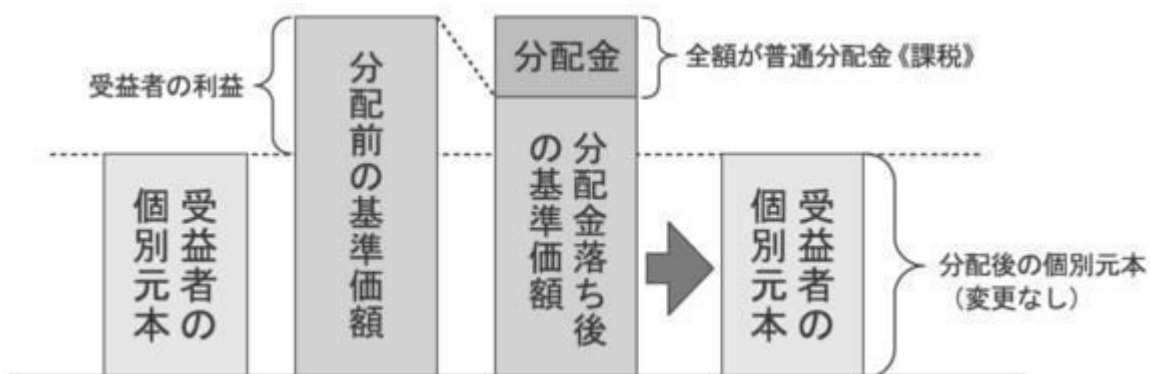 受益者の利益
受益者の
個別元本
分配前の基準価額
分配金
全額が普通分配金《課税》
分配金落ち後
の基準価額
受益者の
個別元本
分配後の個別元本
（変更なし）